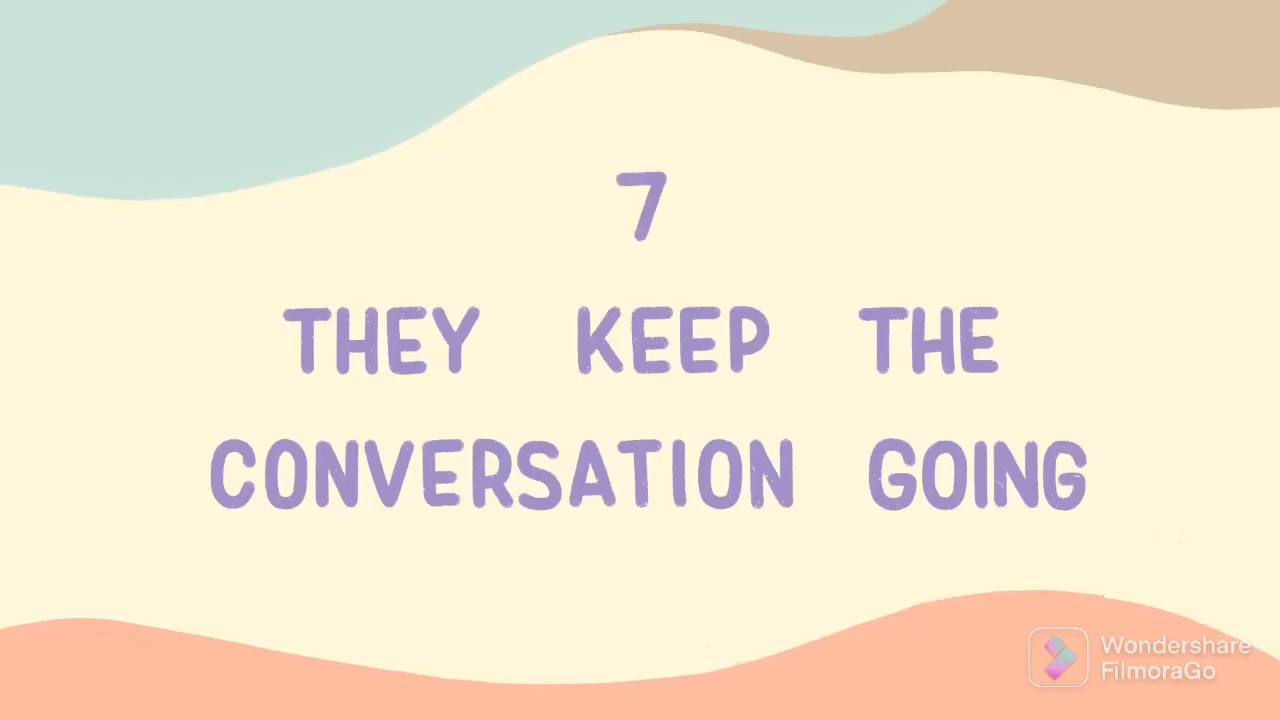 7
THEY KEEP THE
CONVERSATION GOING
Wondershare
FilmoraGo